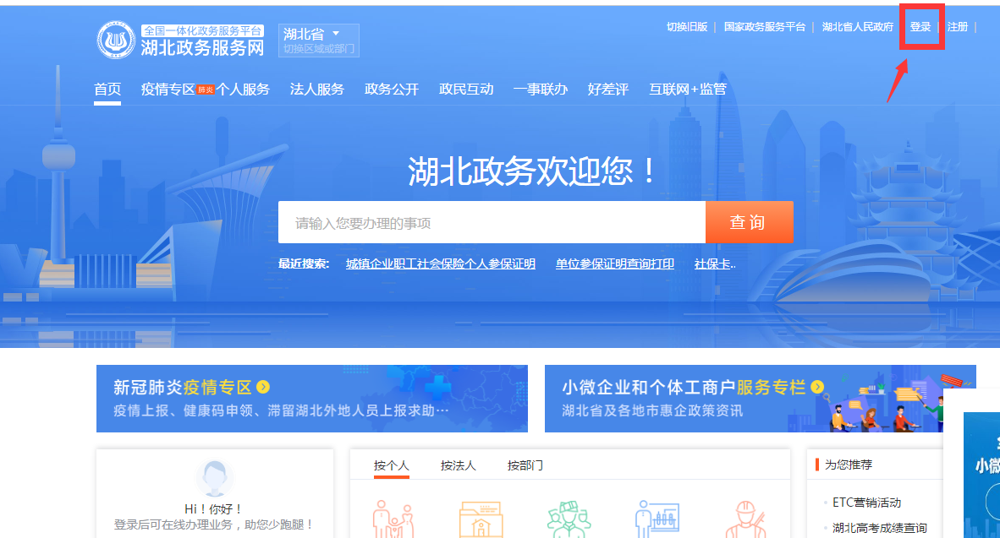 切换旧版 | 国家政务服务平台 | 湖北省人民政府 登录 | 注册 |
全国一体化政务服务平台
湖北政务服务网
湖北省
切换区域或部门
首页 疫情专区 肺炎 个人服务 法人服务 政务公开 政民互动 一事联办 好差评 互联网+监管
湖北政务欢迎您！
请输入您要办理的事项 查询
最近搜索: 城镇企业职工社会保险个人参保证明 单位参保证明查询打印 社保卡..
新冠肺炎疫情专区
疫情上报、健康码申领、滞留湖北外地人员上报求助…
小微企业和个体工商户服务专栏
湖北省及各地市惠企政策资讯
小微
Hi！你好！
登录后可在线办理业务，助您少跑腿！
按个人 按法人 按部门
为您推荐
ETC营销活动
湖北高考成绩查询